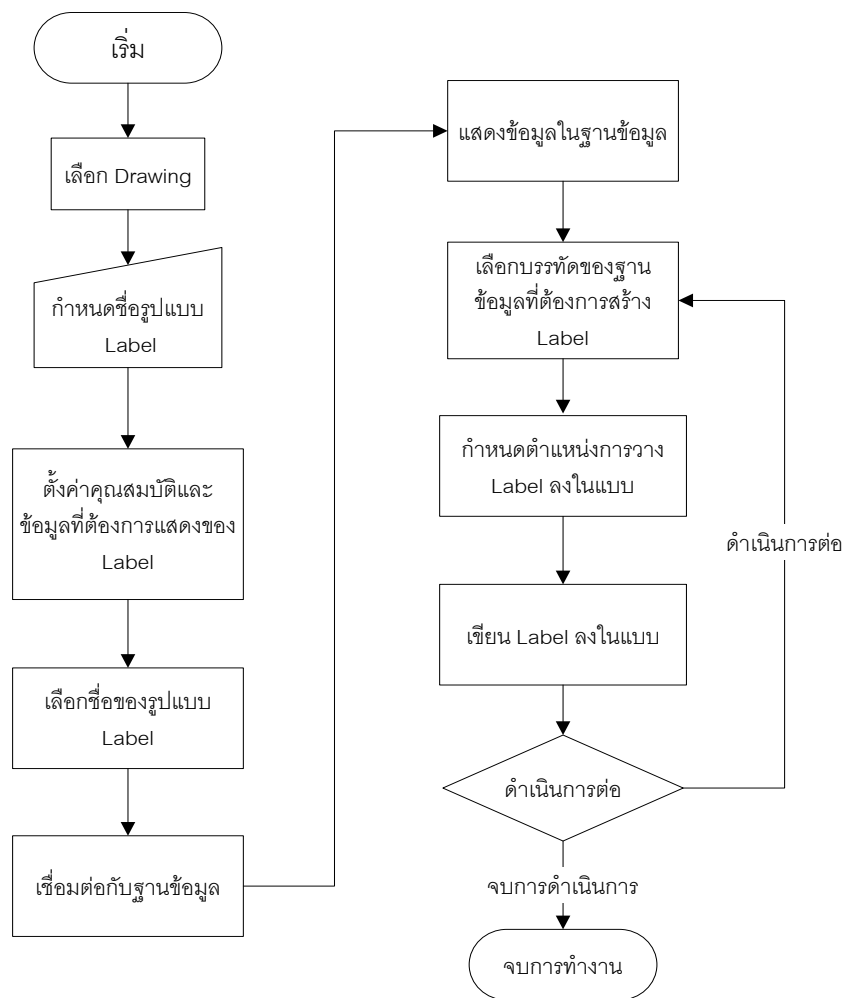 เริ่ม
เลือก Drawing
กำหนดชื่อรูปแบบ
Label
ตั้งค่าคุณสมบัติและ
ข้อมูลที่ต้องการแสดงของ
Label
เลือกชื่อของรูปแบบ
Label
เชื่อมต่อกับฐานข้อมูล
แสดงข้อมูลในฐานข้อมูล
เลือกบรรทัดของฐาน
ข้อมูลที่ต้องการสร้าง
Label
กำหนดตำแหน่งการวาง
Label ลงในแบบ
เขียน Label ลงในแบบ
ดำเนินการต่อ
ดำเนินการต่อ
จบการดำเนินการ
จบการทำงาน